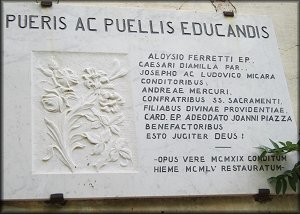 PUERIS AC PUELLIS EDUCANDIS
ALOYSIO FERRETTI EP.
CAESARI DIAMILLA PAR.:
JOSEPHO AC LUDOVICO MICARA
CONDITORIBUS:
ANDREAE MERCURI,
CONFRATRIBUS SS. SACRAMENTI,
FILIABUS DIVINAE PROVIDENTIAE,
CARD. EP. ADEODATO JOANNI PIAZZA
BENEFACTORIBUS
ESTO JUGITER DEUS!
-OPUS VERE MCMXIX CONDITUM
HIEME MCMLV RESTAURATUM-